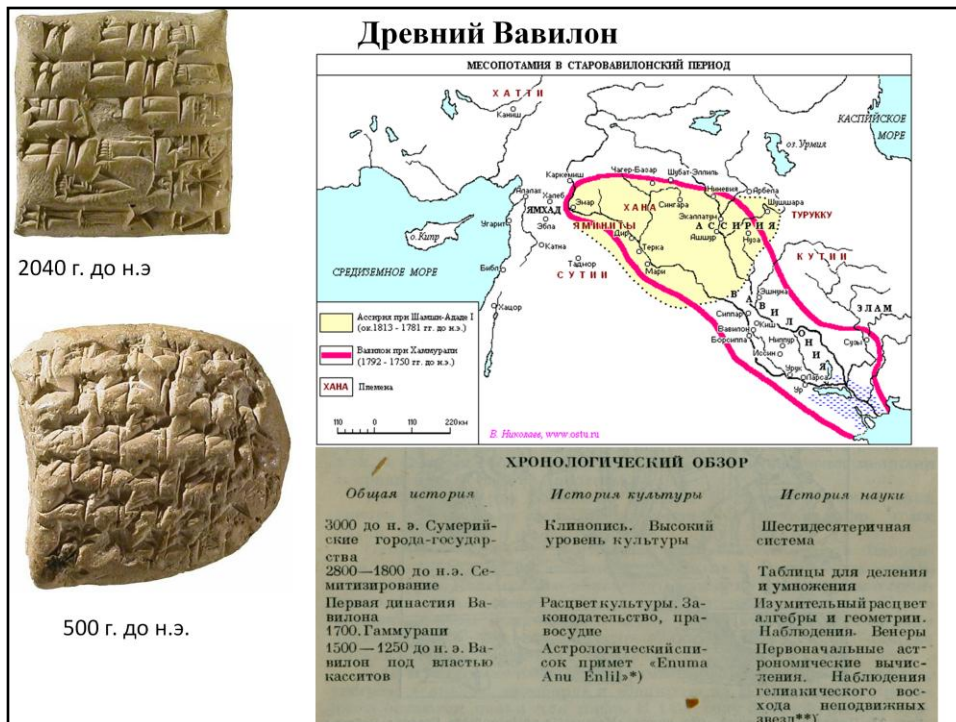 Древний Вавилон
2040 г. до н.э
500 г. до н.э.
МЕСОПОТАМИЯ В СТАРОВАВИЛОНСКИЙ ПЕРИОД
ХАТТИ
Каниш
КАСПИЙСКОЕ
МОРЕ
оз. Урмия
Каркемиш
Чагер-Базар
Шубат-Эллиль
Ниневия
Арбела
Алалах
Халеб
Эмар
ХАНА
Сингара
Шушшара
ЯМХАД
Экаллатум
ТУРУККУ
Угарит
Эбла
ЯМИНИТЫ
АССИРИЯ
Ашшур
Нуза
о. Кипр
Катна
Дир
Терка
КУТИИ
Тадмор
Мари
СРЕДИЗЕМНОЕ МОРЕ
Библ
СУТИИ
Эшнуна
ВАВИЛОНИЯ
ЭЛАМ
Хацор
Сиппар
Сузы
Вавилон
Киш
Борсиппа
Ниппур
Иссин
Урук
Ларса
Ур
Ассирия при Шамши-Ададе I
(ок.1813 - 1781 гг. до н.э.)
Вавилон при Хаммурапи
(1792 - 1750 гг. до н.э.)
ХАНА Племена
110 0 110 220км
В. Николаев, www.ostu.ru
ХРОНОЛОГИЧЕСКИЙ ОБЗОР
Общая история История культуры История науки
3000 до н. э. Сумерий- Клинопись. Высокий Шестидесятеричная
ские города-государ- уровень культуры система
ства
2800—1800 до н.э. Се- Таблицы для деления
митизирование и умножения
Первая династия Ва- Расцвет культуры. За- Изумительный расцвет
вилона конодательство, пра- алгебры и геометрии.
1700. Гаммурапи восудие Наблюдения Венеры
1500—1250 до н. э. Ва- Астрологический спи- Первоначальные аст-
вилон под властью сок примет «Enuma рономические вычис-
касситов Anu Enlil»*) ления. Наблюдения
гелиакического вос-
хода неподвижных
звезд**)